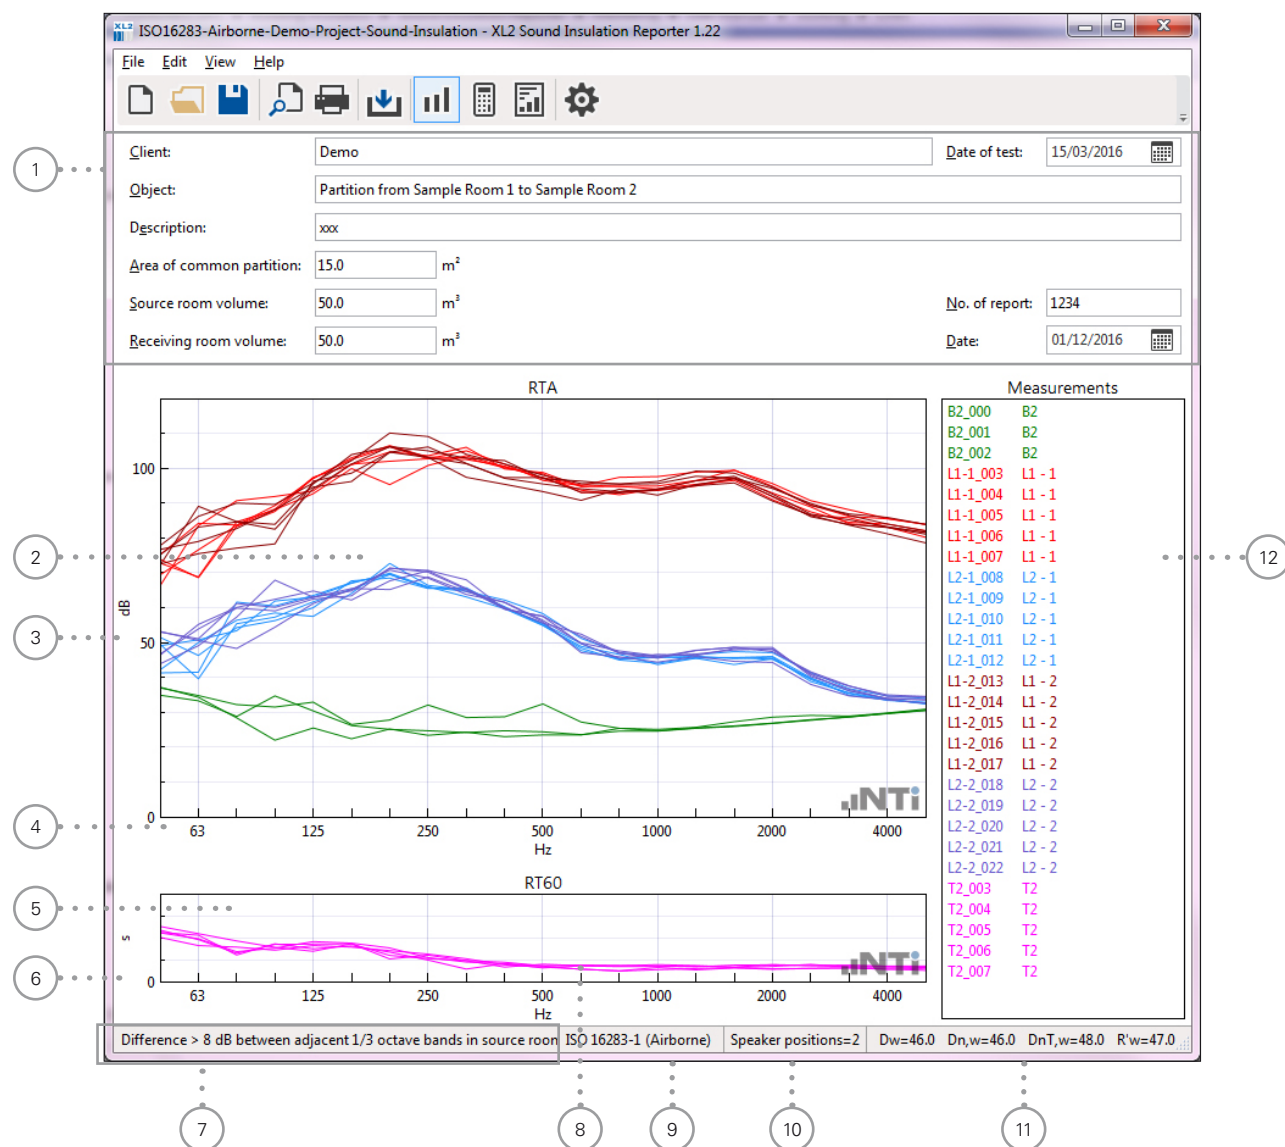 ISO16283-Airborne-Demo-Project-Sound-Insulation - XL2 Sound Insulation Reporter 1.22
XL2
File Edit View Help
1
Client: Demo Date of test: 15/03/2016
Object: Partition from Sample Room 1 to Sample Room 2
Description: xxx
Area of common partition: 15.0 m²
Source room volume: 50.0 m³ No. of report: 1234
Receiving room volume: 50.0 m³ Date: 01/12/2016
RTA
100
50
0
dB
63 125 250 500 1000 2000 4000
Hz
NTi
2
3
4
RT60
s
0
63 125 250 500 1000 2000 4000
Hz
NTi
5
6
Measurements
B2_000 B2
B2_001 B2
B2_002 B2
L1-1_003 L1 - 1
L1-1_004 L1 - 1
L1-1_005 L1 - 1
L1-1_006 L1 - 1
L1-1_007 L1 - 1
L2-1_008 L2 - 1
L2-1_009 L2 - 1
L2-1_010 L2 - 1
L2-1_011 L2 - 1
L2-1_012 L2 - 1
L1-2_013 L1 - 2
L1-2_014 L1 - 2
L1-2_015 L1 - 2
L1-2_016 L1 - 2
L1-2_017 L1 - 2
L2-2_018 L2 - 2
L2-2_019 L2 - 2
L2-2_020 L2 - 2
L2-2_021 L2 - 2
L2-2_022 L2 - 2
T2_003 T2
T2_004 T2
T2_005 T2
T2_006 T2
T2_007 T2
12
Difference > 8 dB between adjacent 1/3 octave bands in source room ISO 16283-1 (Airborne) Speaker positions=2 Dw=46.0 Dn,w=46.0 DnT,w=48.0 R'w=47.0
7 8 9 10 11